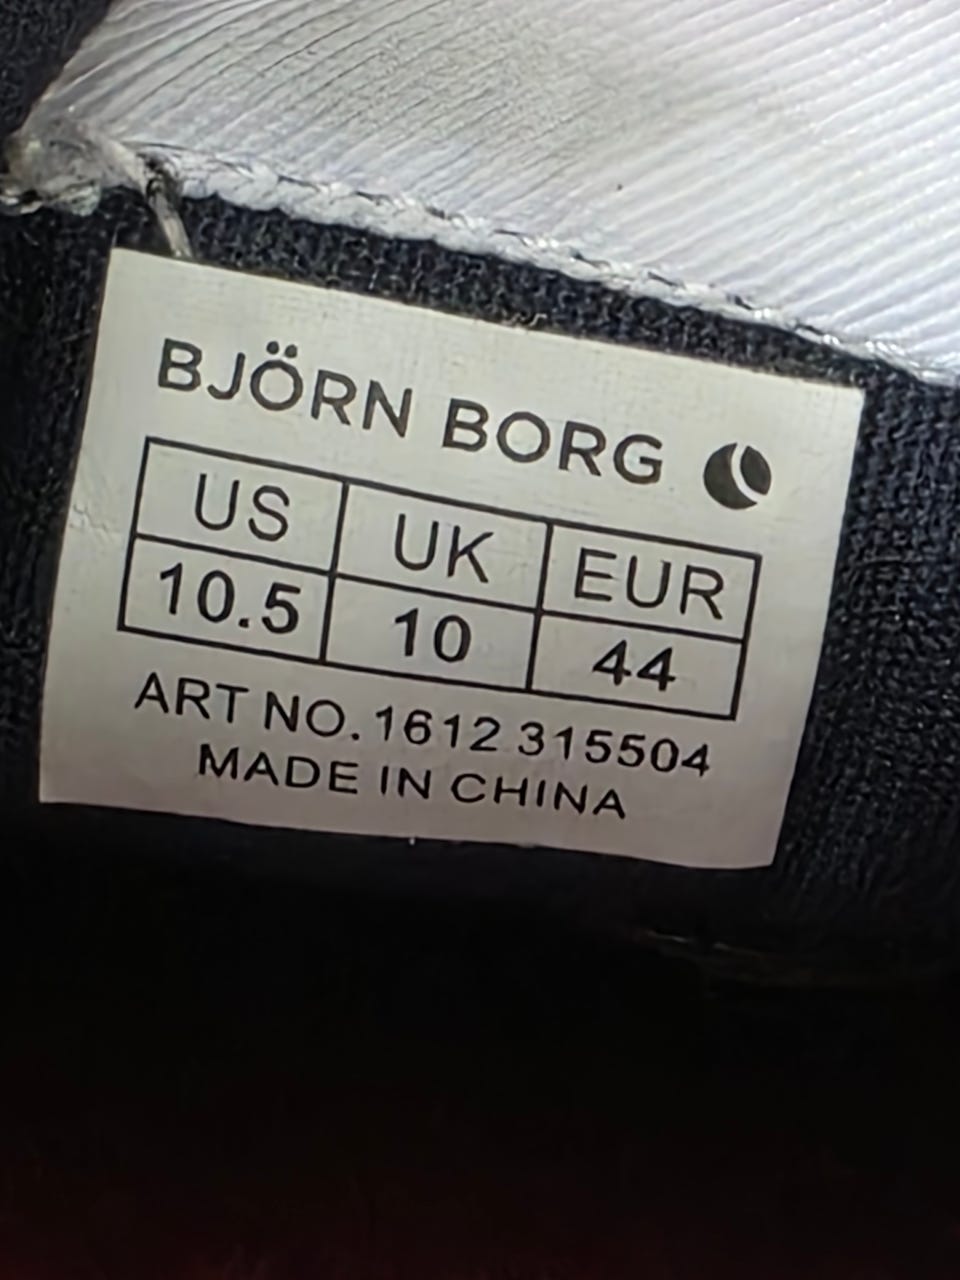 BJÖRN BORG
US UK EUR
10.5 10 44
ART NO. 1612 315504
MADE IN CHINA